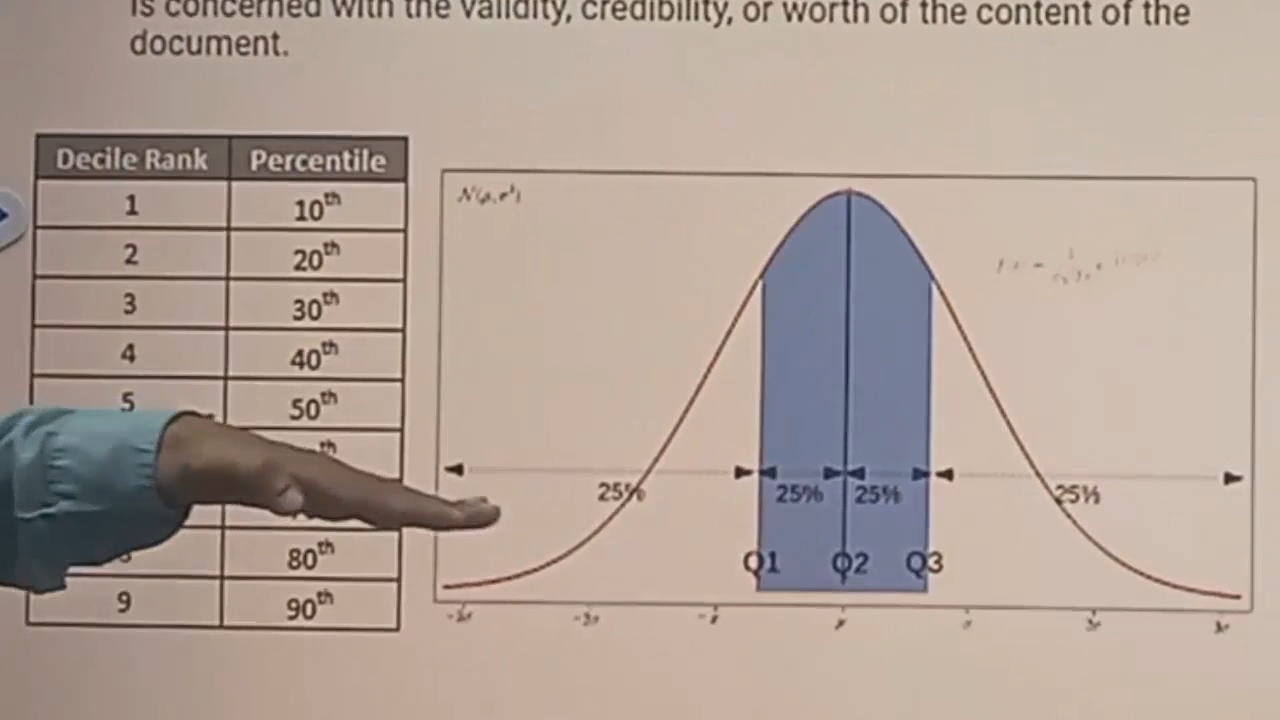 is concerned with the validity, credibility, or worth of the content of the
document.
Decile Rank Percentile
1 10th
2 20th
3 30th
4 40th
5 50th
th
80th
9 90th
25% 25% 25% 25%
Q1 Q2 Q3